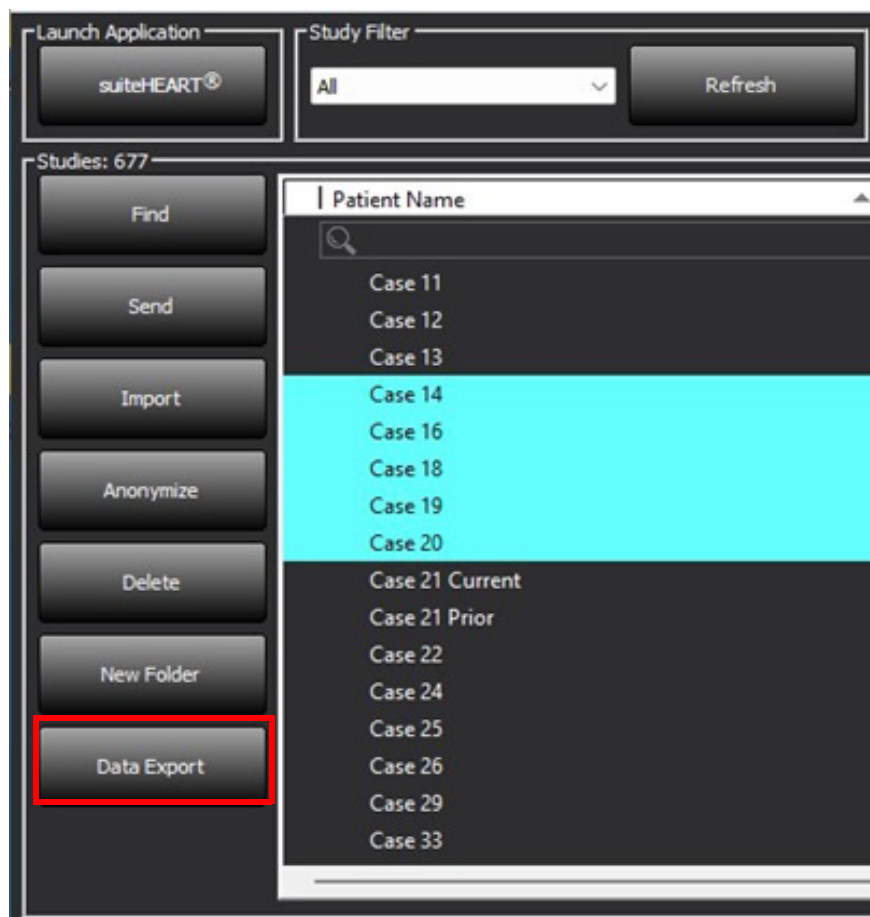 Launch Application
suiteHEART®
Study Filter
All
Refresh
Studies: 677
Find
Send
Import
Anonymize
Delete
New Folder
Data Export
Patient Name
Case 11
Case 12
Case 13
Case 14
Case 16
Case 18
Case 19
Case 20
Case 21 Current
Case 21 Prior
Case 22
Case 24
Case 25
Case 26
Case 29
Case 33